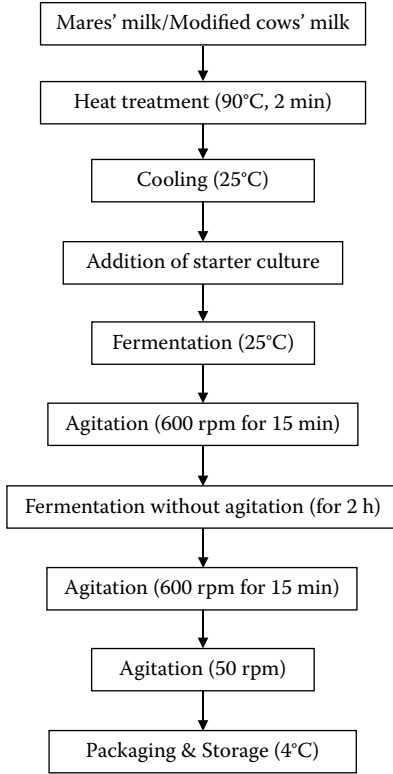 Mares’ milk/Modified cows’ milk
Heat treatment (90°C, 2 min)
Cooling (25°C)
Addition of starter culture
Fermentation (25°C)
Agitation (600 rpm for 15 min)
Fermentation without agitation (for 2 h)
Agitation (600 rpm for 15 min)
Agitation (50 rpm)
Packaging & Storage (4°C)